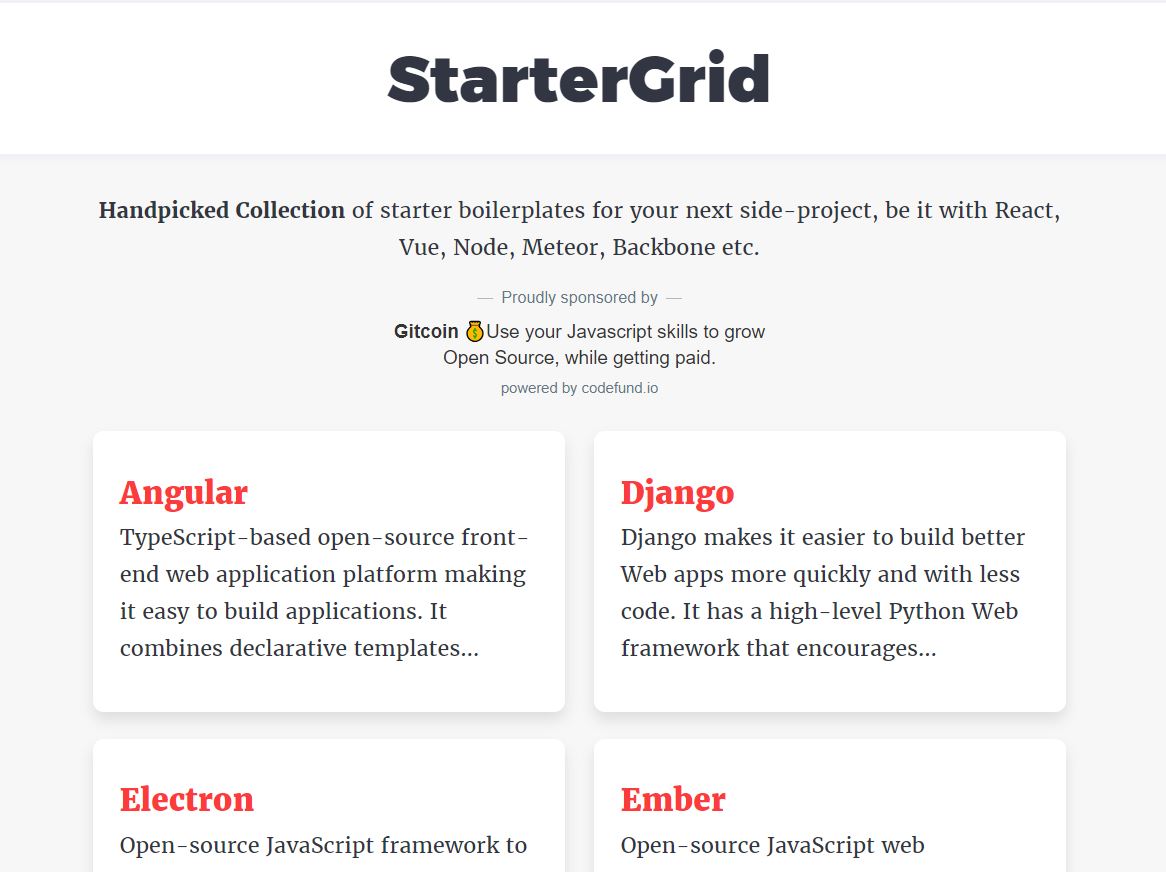 StarterGrid
Handpicked Collection of starter boilerplates for your next side-project, be it with React,
Vue, Node, Meteor, Backbone etc.
— Proudly sponsored by —
Gitcoin 💰Use your Javascript skills to grow
Open Source, while getting paid.
powered by codefund.io
Angular
TypeScript-based open-source front-
end web application platform making
it easy to build applications. It
combines declarative templates...
Django
Django makes it easier to build better
Web apps more quickly and with less
code. It has a high-level Python Web
framework that encourages...
Electron
Open-source JavaScript framework to
Ember
Open-source JavaScript web